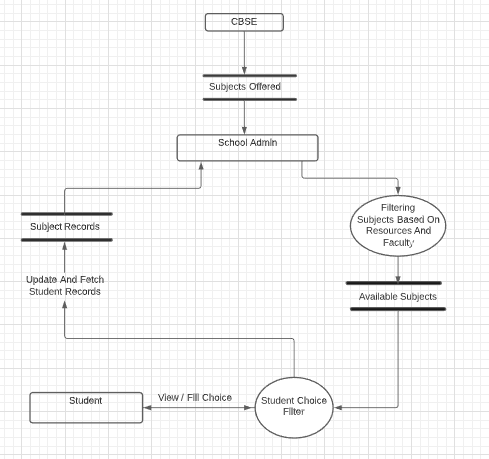 CBSE
Subjects Offered
School Admin
Filtering
Subjects Based On
Resources And
Faculty
Subject Records
Update And Fetch
Student Records
Available Subjects
Student
View / Fill Choice
Student Choice
Filter